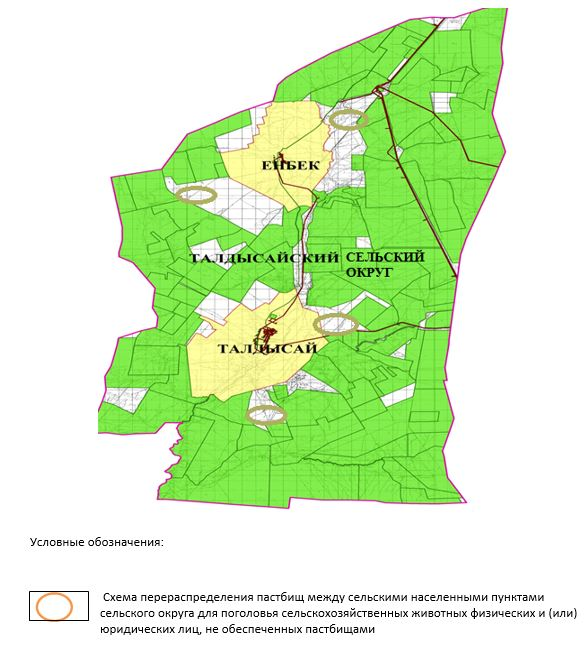 ЕНБЕК
ТАЛДЫСАЙСКИЙ СЕЛЬСКИЙ
ОКРУГ
ТАЛДЫСАЙ
Условные обозначения:
Схема перераспределения пастбищ между сельскими населенными пунктами
сельского округа для поголовья сельскохозяйственных животных физических и (или)
юридических лиц, не обеспеченных пастбищами